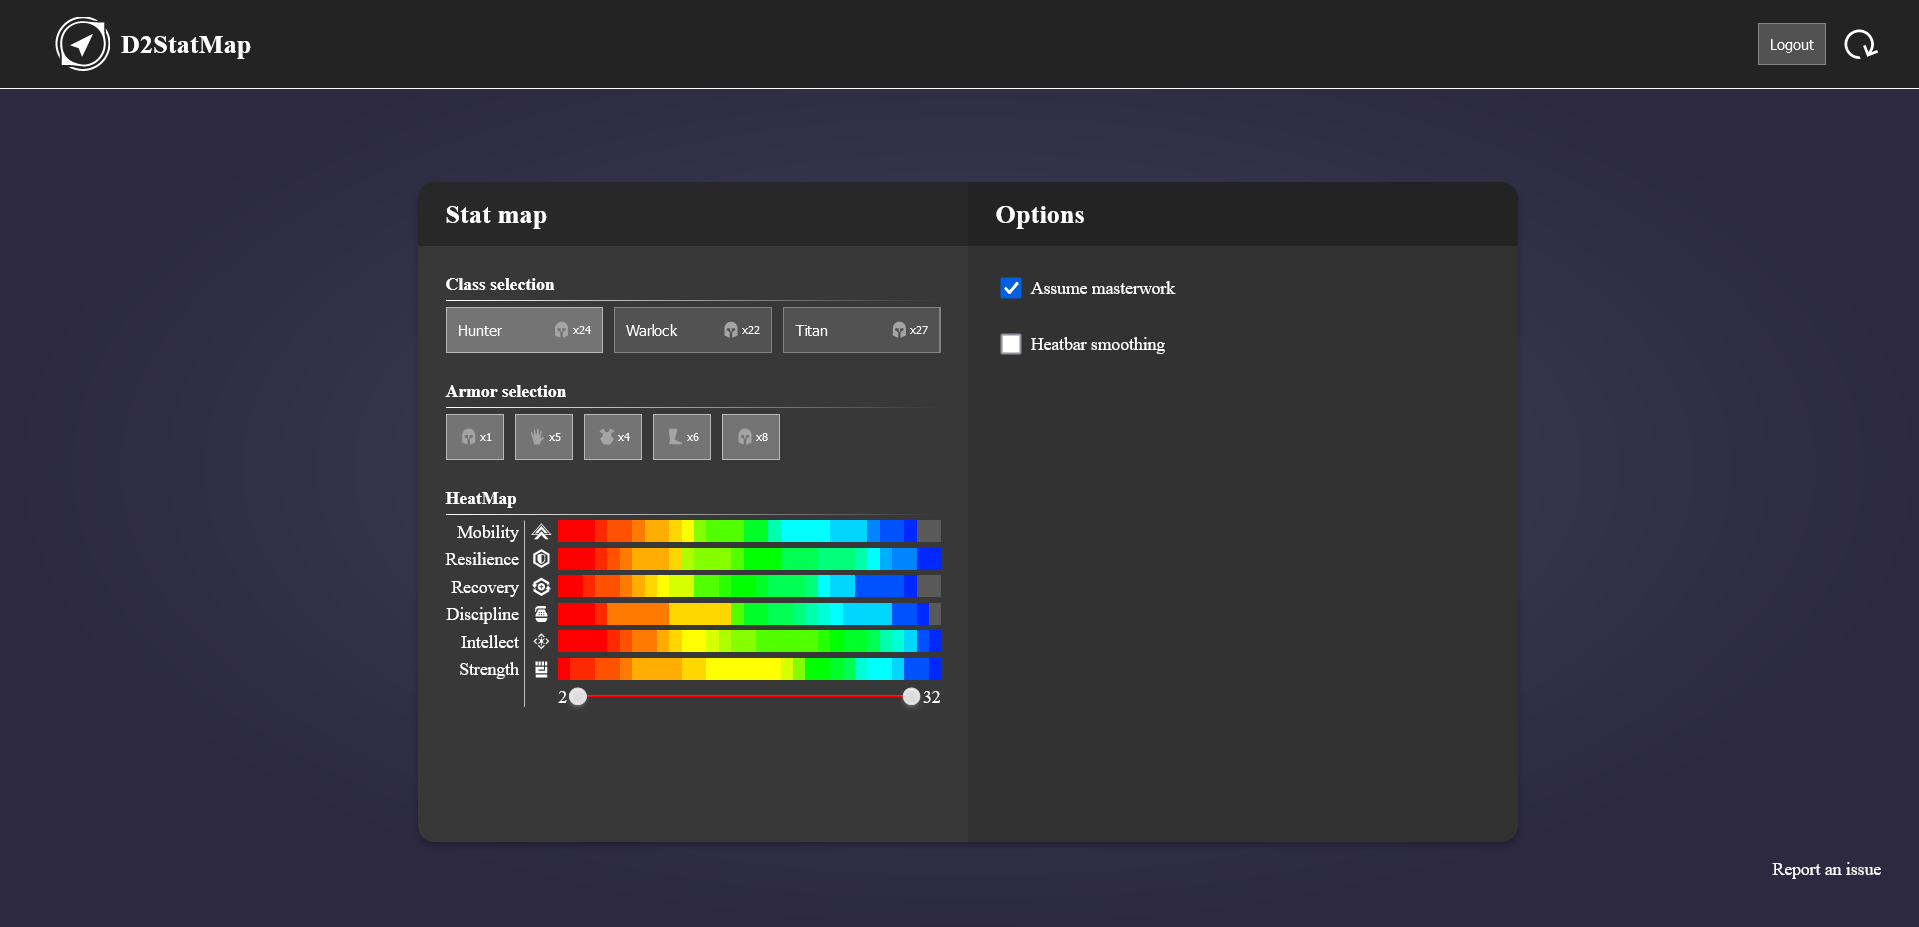 D2StatMap
Logout
Stat map
Options
Class selection
Hunter x24
Warlock x22
Titan x27
Assume masterwork
Heatbar smoothing
Armor selection
x1 x5 x4 x6 x8
HeatMap
Mobility
Resilience
Recovery
Discipline
Intellect
Strength
2 32
Report an issue